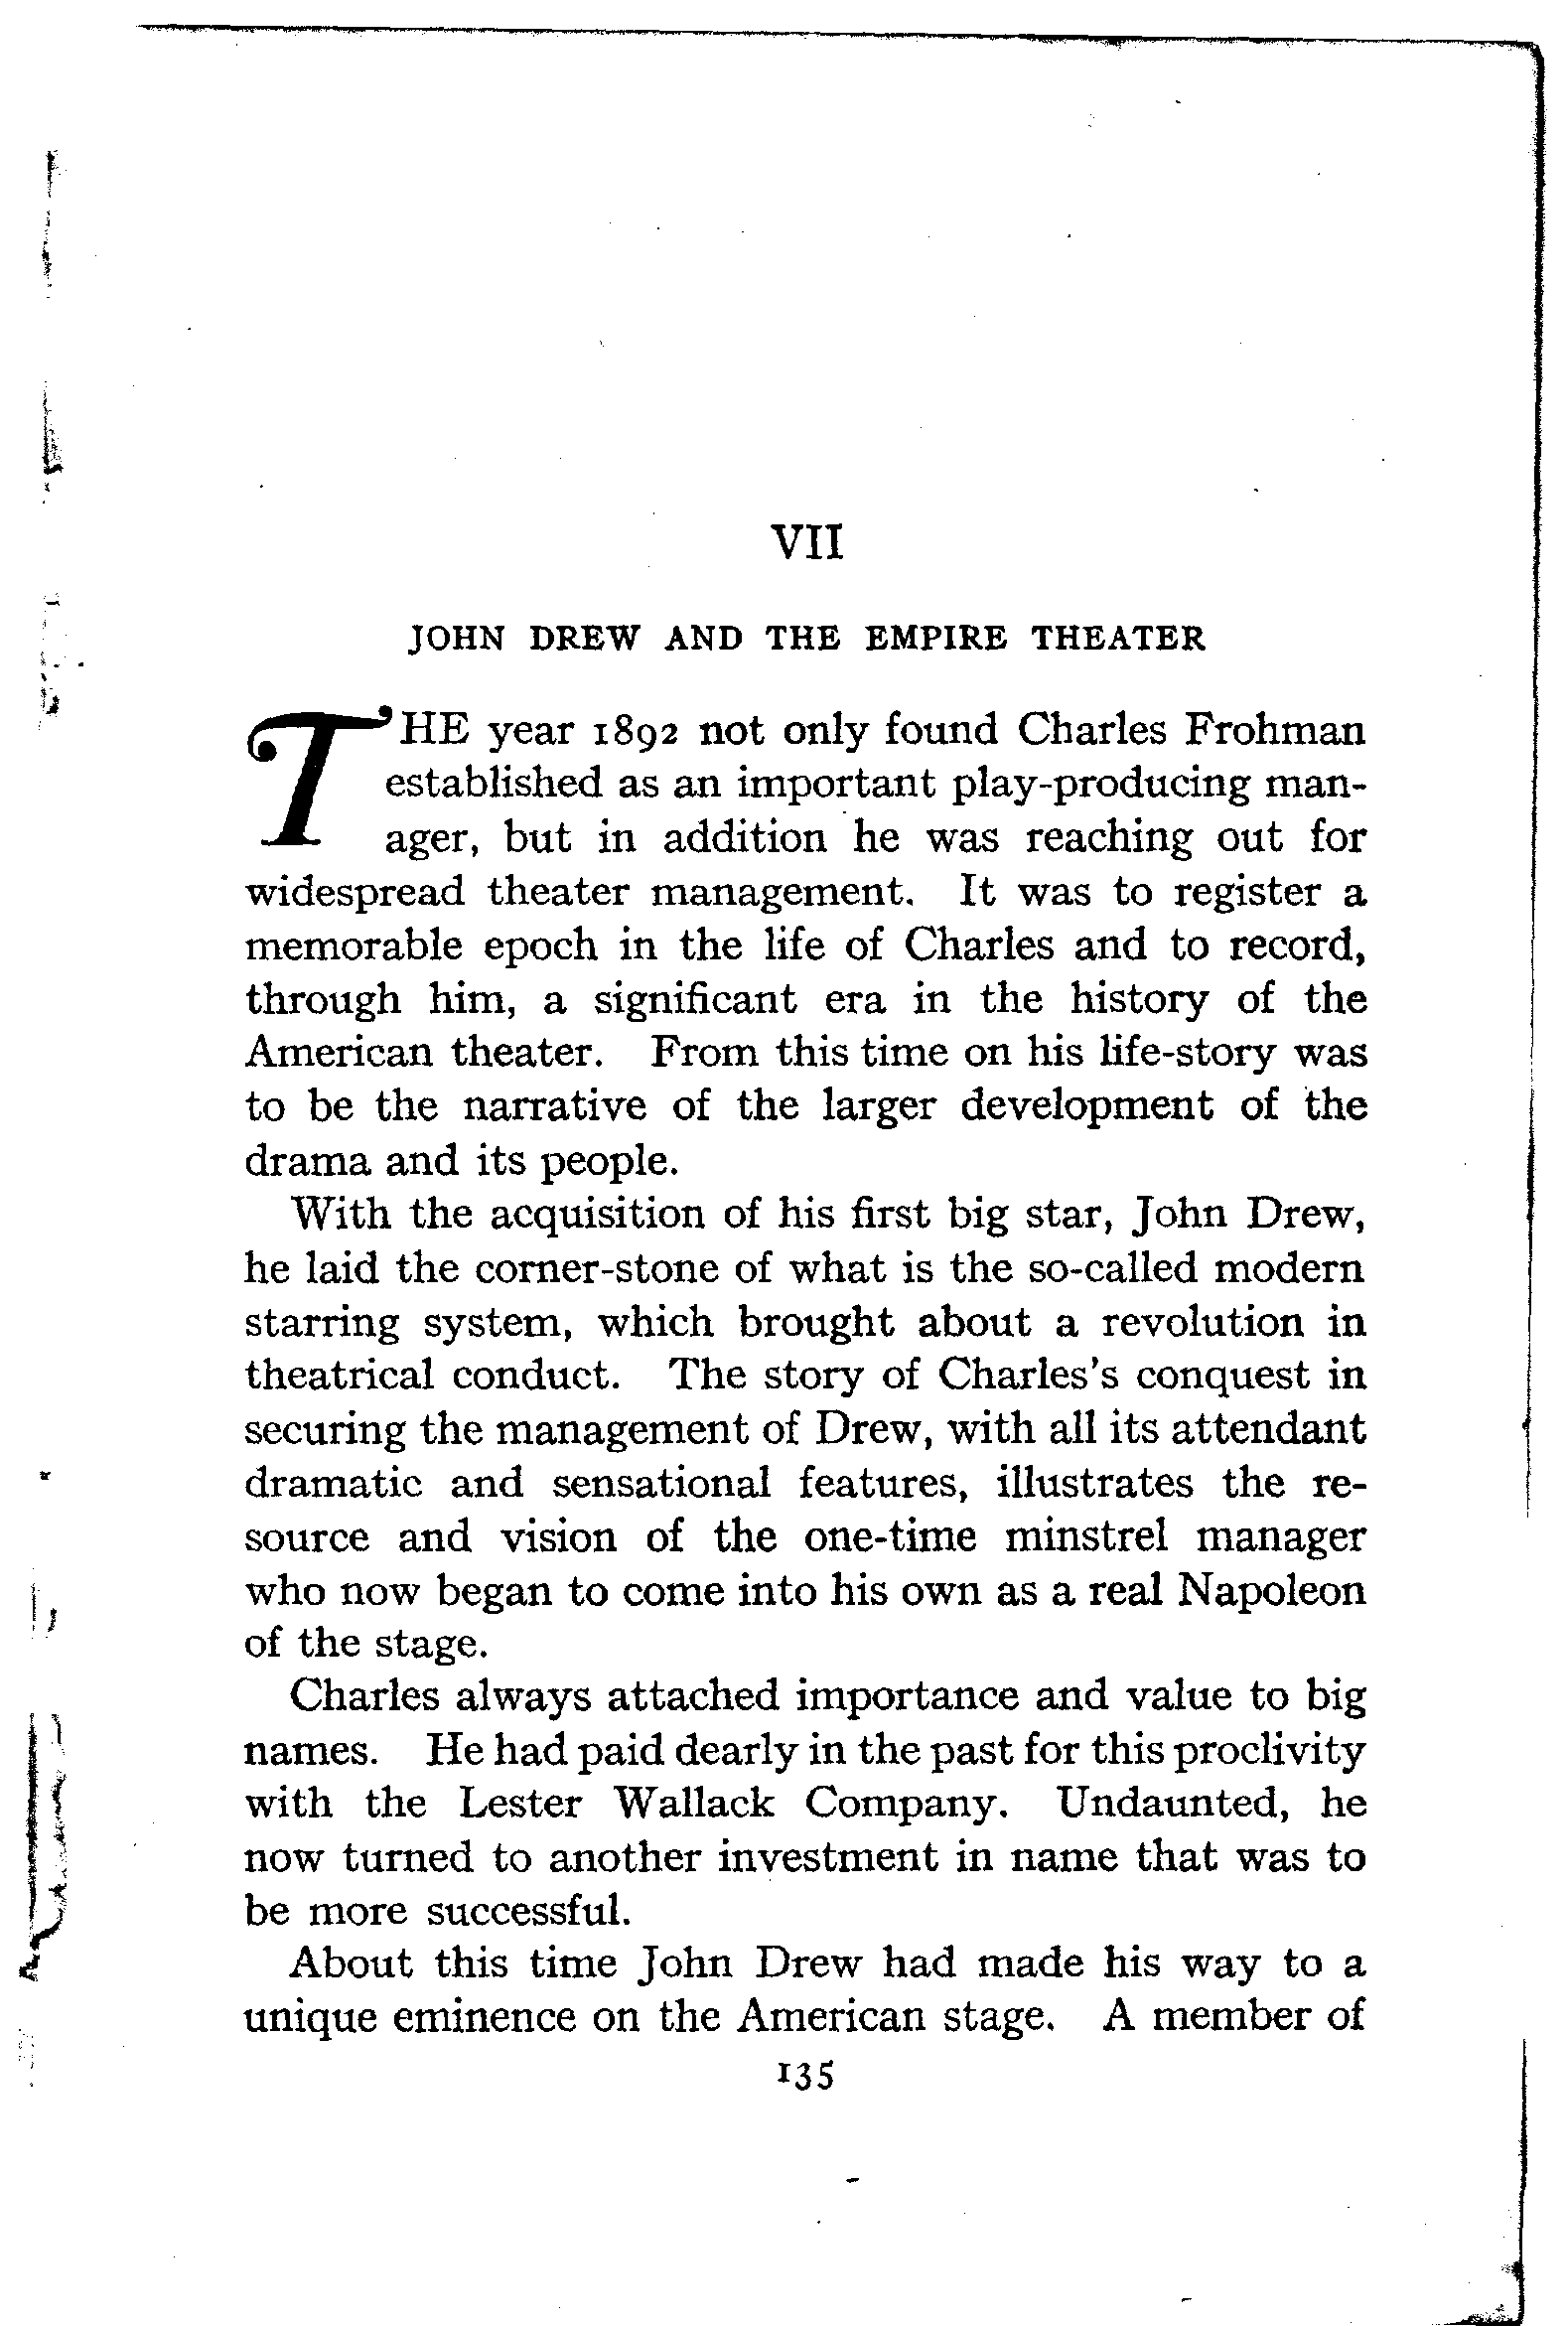 VII
JOHN DREW AND THE EMPIRE THEATER
THE year 1892 not only found Charles Frohman
established as an important play-producing man-
ager, but in addition he was reaching out for
widespread theater management. It was to register a
memorable epoch in the life of Charles and to record,
through him, a significant era in the history of the
American theater. From this time on his life-story was
to be the narrative of the larger development of the
drama and its people.
With the acquisition of his first big star, John Drew,
he laid the corner-stone of what is the so-called modern
starring system, which brought about a revolution in
theatrical conduct. The story of Charles's conquest in
securing the management of Drew, with all its attendant
dramatic and sensational features, illustrates the re-
source and vision of the one-time minstrel manager
who now began to come into his own as a real Napoleon
of the stage.
Charles always attached importance and value to big
names. He had paid dearly in the past for this proclivity
with the Lester Wallack Company. Undaunted, he
now turned to another investment in name that was to
be more successful.
About this time John Drew had made his way to a
unique eminence on the American stage. A member of
135